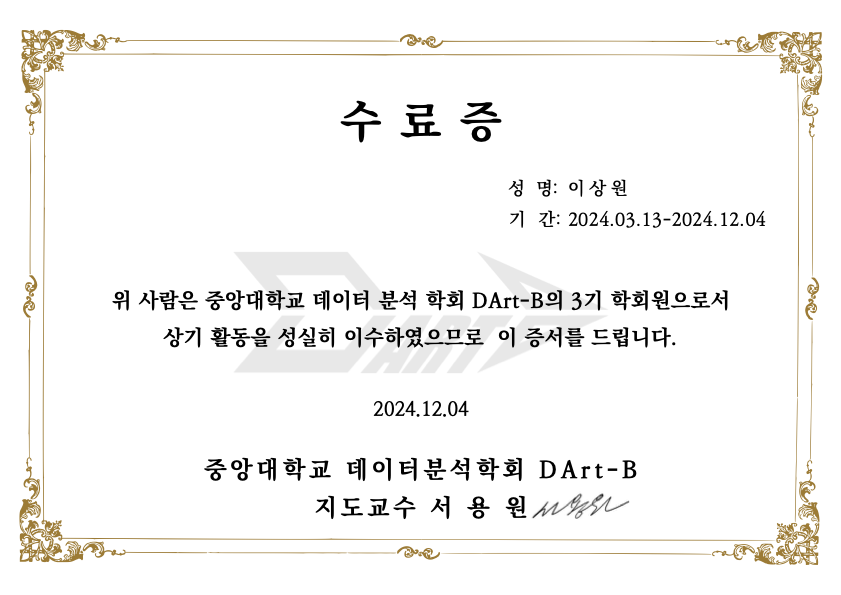 수 료 증
성 명: 이상원
기 간: 2024.03.13-2024.12.04
위 사람은 중앙대학교 데이터 분석 학회 DArt-B의 3기 학회원으로서
상기 활동을 성실히 이수하였으므로 이 증서를 드립니다.
DART
2024.12.04
중앙대학교 데이터분석학회 DArt-B
지도교수 서 용 원 서용원